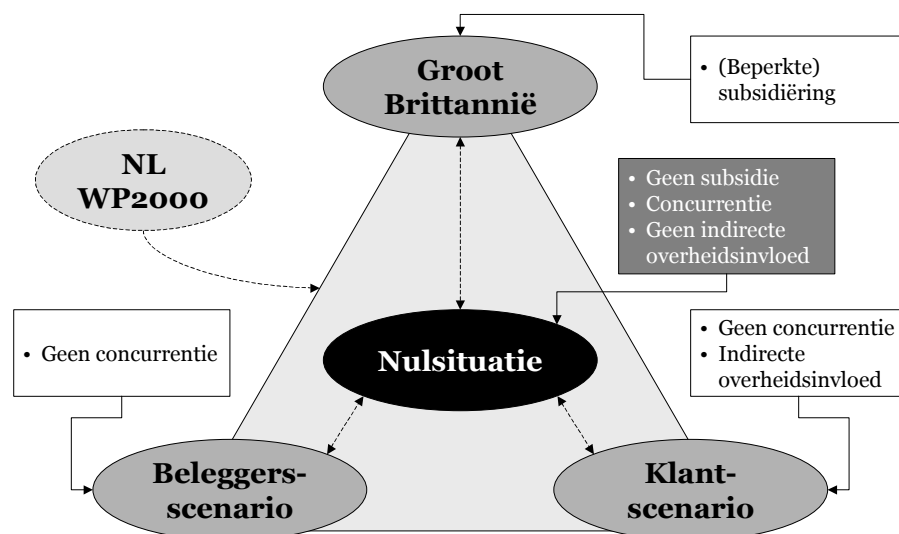 Groot
Brittannië
• (Beperkte)
subsidiëring
NL
WP2000
• Geen subsidie
• Concurrentie
• Geen indirecte
overheidsinvloed
• Geen concurrentie
Nulsituatie
• Geen concurrentie
• Indirecte
overheidsinvloed
Beleggers-
scenario
Klant-
scenario